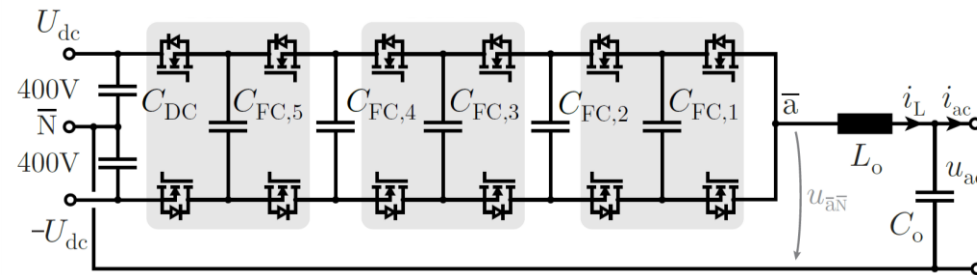 U_dc
400V
N̅
400V
-U_dc
C_DC
C_FC,5
C_FC,4
C_FC,3
C_FC,2
C_FC,1
a̅
u_a̅N̅
L_o
i_L
i_ac
u_ac
C_o